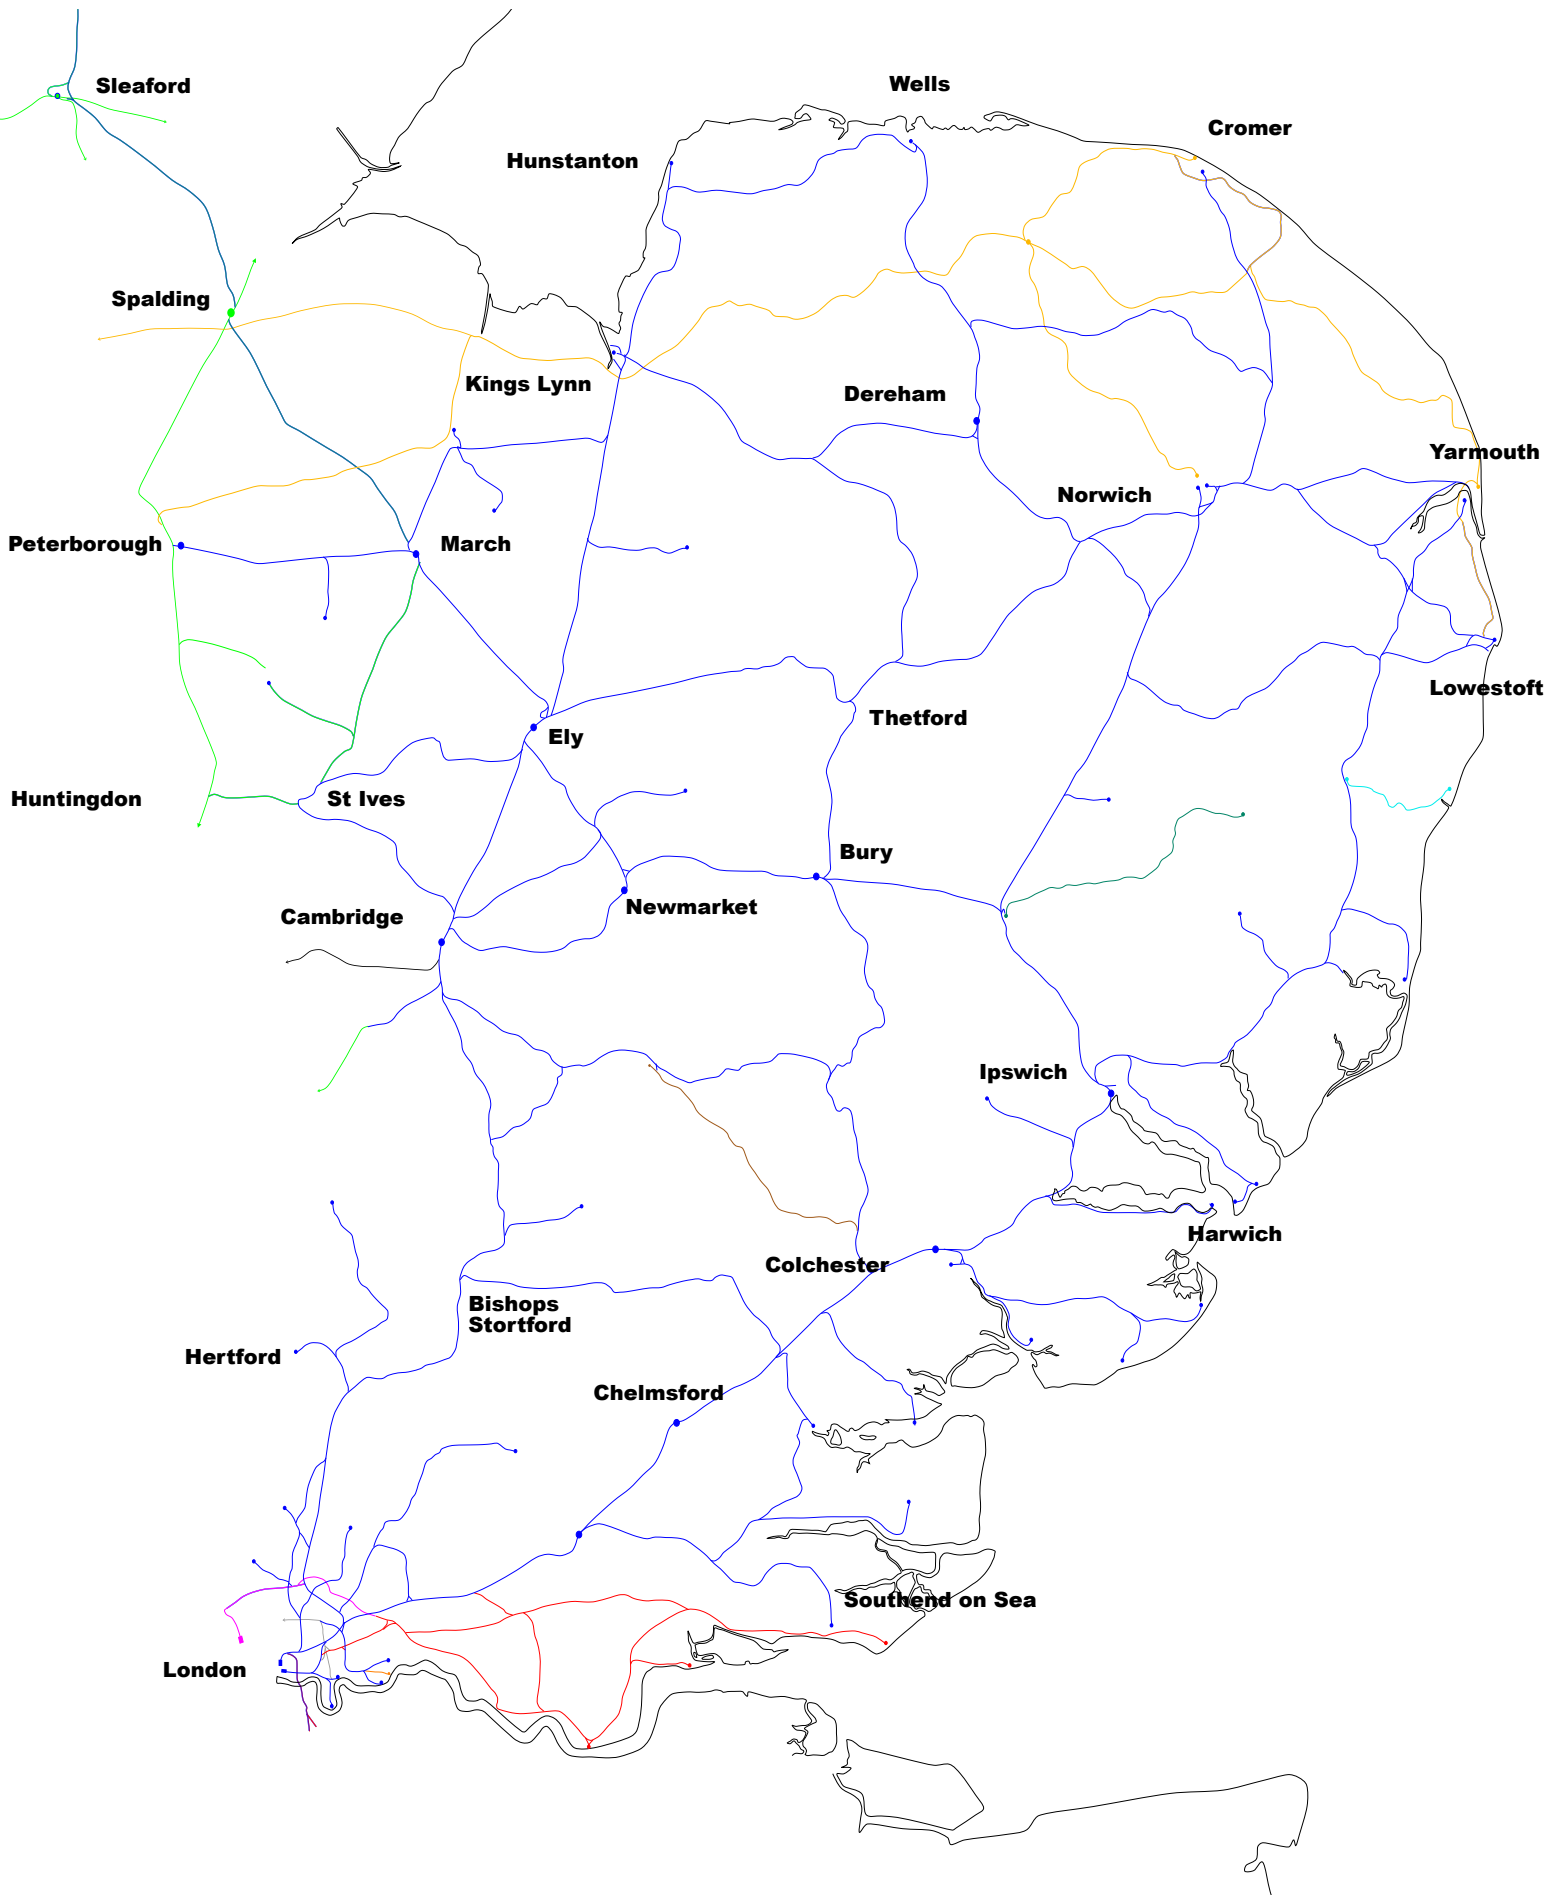 Wells
Sleaford
Cromer
Hunstanton
Spalding
Kings Lynn
Dereham
Yarmouth
Norwich
Peterborough
March
Lowestoft
Thetford
Ely
Huntingdon
St Ives
Bury
Newmarket
Cambridge
Ipswich
Harwich
Colchester
Bishops
Stortford
Hertford
Chelmsford
Southend on Sea
London